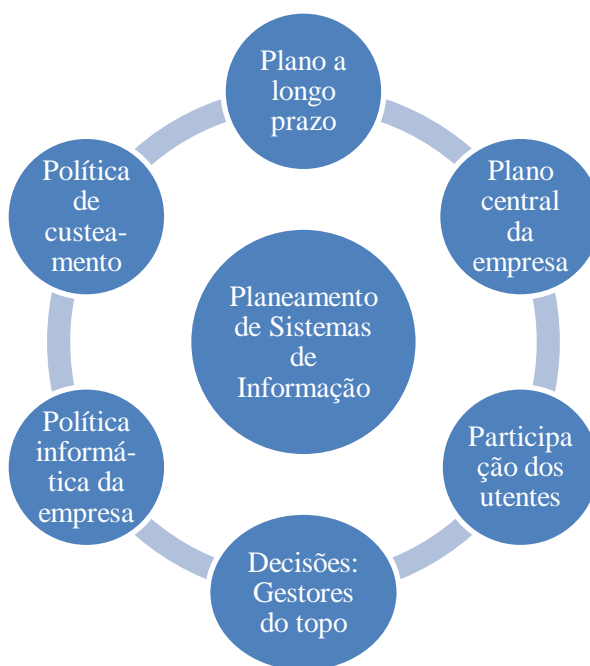 Plano a
longo
prazo
Plano
central
da
empresa
Participa
ção dos
utentes
Decisões:
Gestores
do topo
Política
informá-
tica da
empresa
Política
de
custea-
mento
Planeamento
de Sistemas
de
Informação